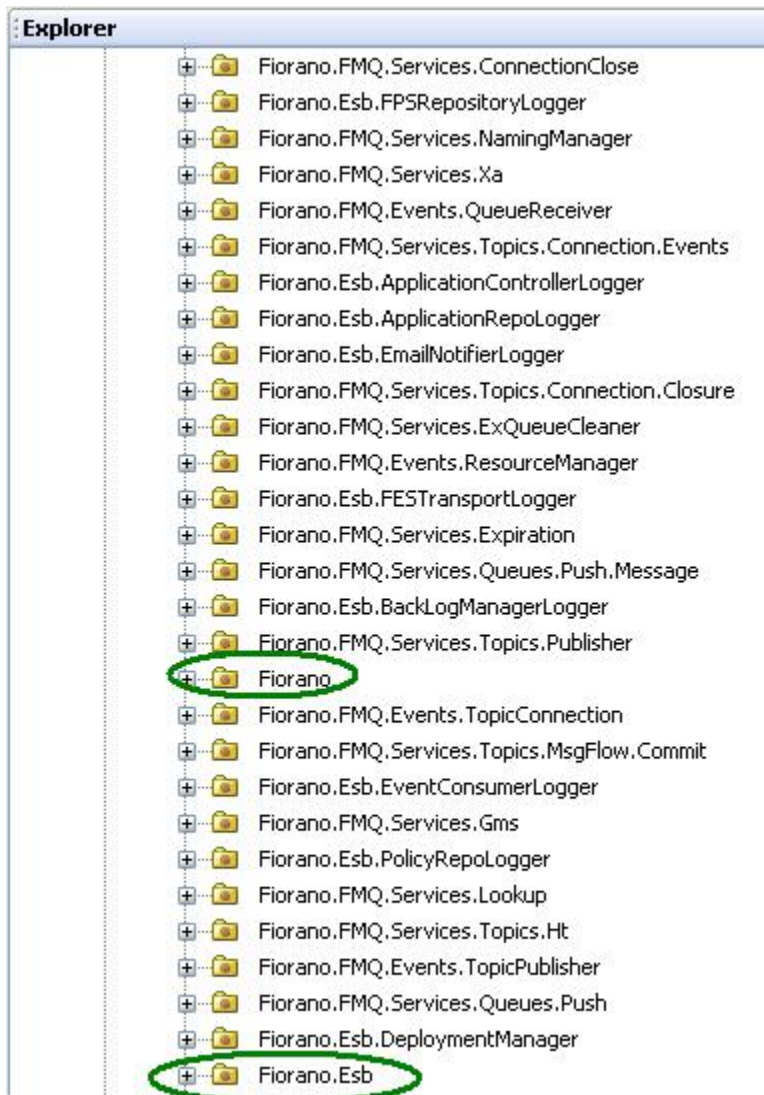 Explorer
Fiorano.FMQ.Services.ConnectionClose
Fiorano.Esb.FPSRepositoryLogger
Fiorano.FMQ.Services.NamingManager
Fiorano.FMQ.Services.Xa
Fiorano.FMQ.Events.QueueReceiver
Fiorano.FMQ.Services.Topics.Connection.Events
Fiorano.Esb.ApplicationControllerLogger
Fiorano.Esb.ApplicationRepoLogger
Fiorano.Esb.EmailNotifierLogger
Fiorano.FMQ.Services.Topics.Connection.Closure
Fiorano.FMQ.Services.ExQueueCleaner
Fiorano.FMQ.Events.ResourceManager
Fiorano.Esb.FESTransportLogger
Fiorano.FMQ.Services.Expiration
Fiorano.FMQ.Services.Queues.Push.Message
Fiorano.Esb.BackLogManagerLogger
Fiorano.FMQ.Services.Topics.Publisher
Fiorano
Fiorano.FMQ.Events.TopicConnection
Fiorano.FMQ.Services.Topics.MsgFlow.Commit
Fiorano.Esb.EventConsumerLogger
Fiorano.FMQ.Services.Gms
Fiorano.Esb.PolicyRepoLogger
Fiorano.FMQ.Services.Lookup
Fiorano.FMQ.Services.Topics.Ht
Fiorano.FMQ.Events.TopicPublisher
Fiorano.FMQ.Services.Queues.Push
Fiorano.Esb.DeploymentManager
Fiorano.Esb